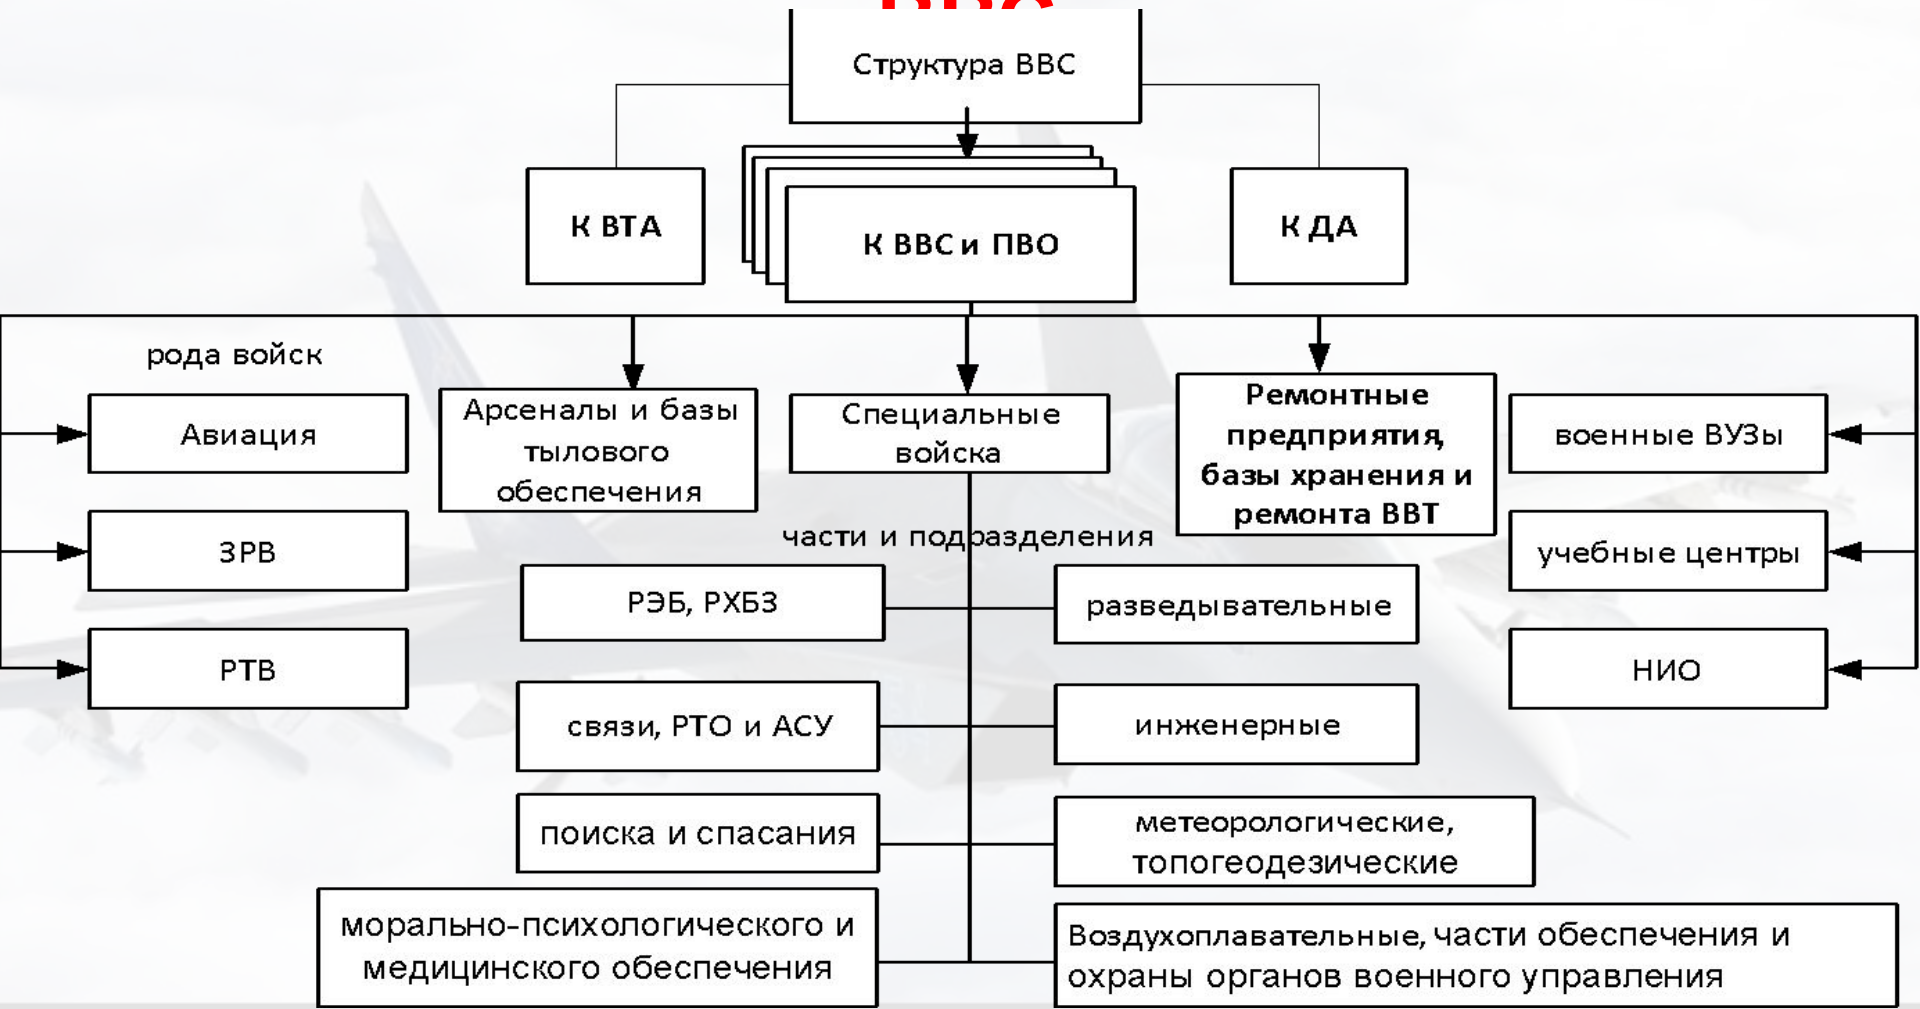 ВВС
Структура ВВС
К ВТА
К ВВС и ПВО
К ДА
рода войск
Авиация
ЗРВ
РТВ
Арсеналы и базы
тылового
обеспечения
Специальные
войска
Ремонтные
предприятия,
базы хранения и
ремонта ВВТ
военные ВУЗы
учебные центры
НИО
части и подразделения
РЭБ, РХБЗ
разведывательные
связи, РТО и АСУ
инженерные
поиска и спасания
метеорологические,
топогеодезические
морально-психологического и
медицинского обеспечения
Воздухоплавательные, части обеспечения и
охраны органов военного управления